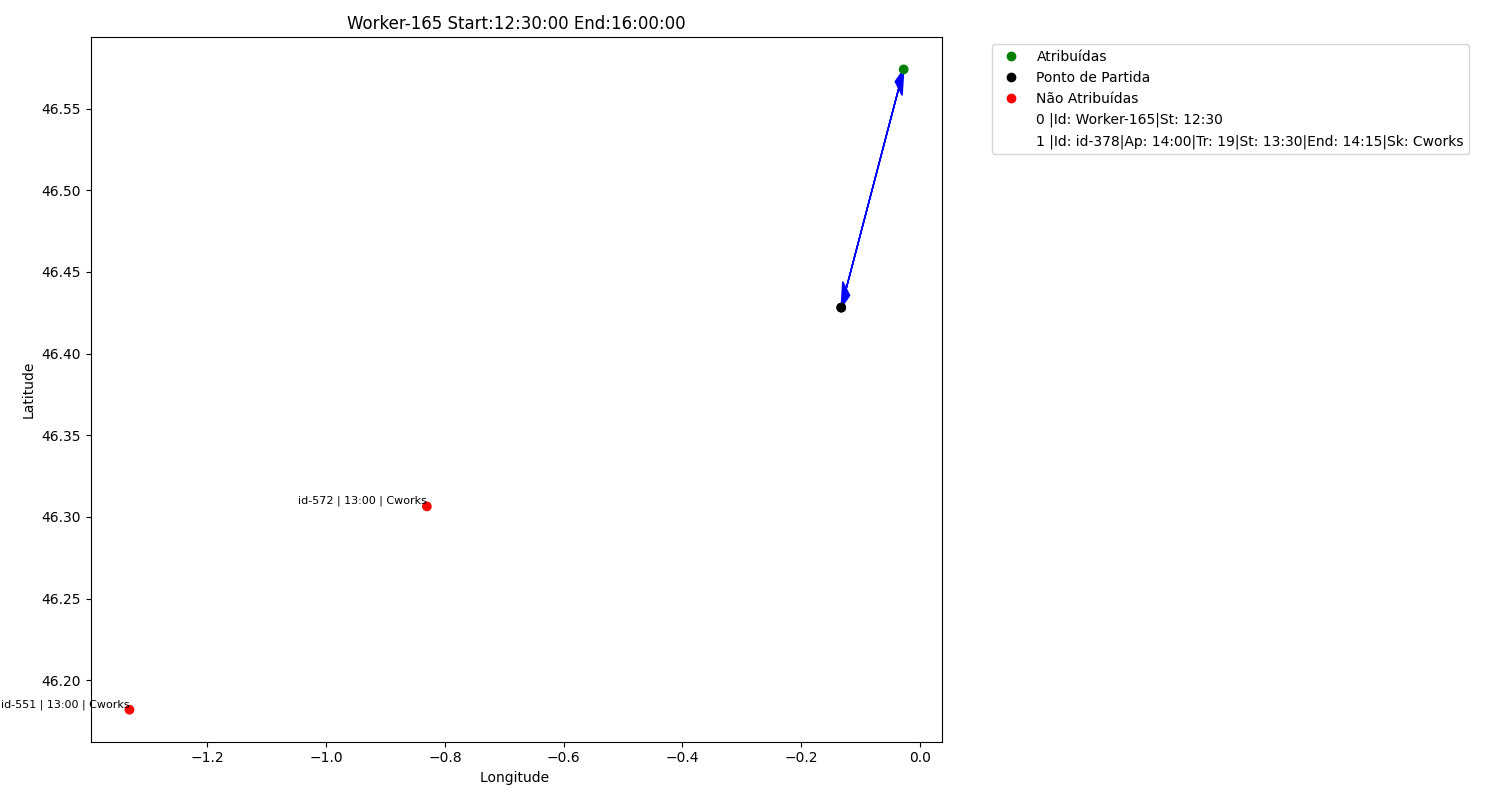 Worker-165 Start:12:30:00 End:16:00:00
Atribuídas
Ponto de Partida
Não Atribuídas
0 |Id: Worker-165|St: 12:30
1 |Id: id-378|Ap: 14:00|Tr: 19|St: 13:30|End: 14:15|Sk: Cworks
46.55
46.50
46.45
46.40
46.35
46.30
46.25
46.20
Latitude
id-572 | 13:00 | Cworks
id-551 | 13:00 | Cworks
−1.2
−1.0
−0.8
−0.6
−0.4
−0.2
0.0
Longitude